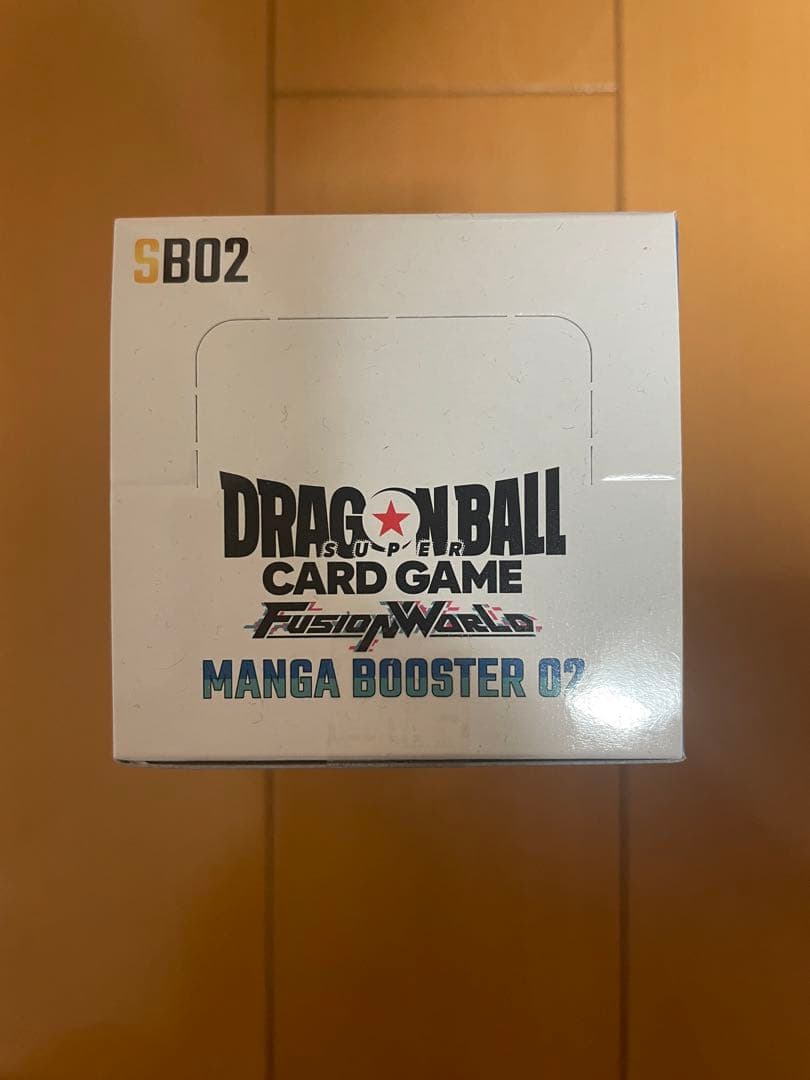 SB02
DRAGON BALL
SUPER
CARD GAME
FUSION WORLD
MANGA BOOSTER 02